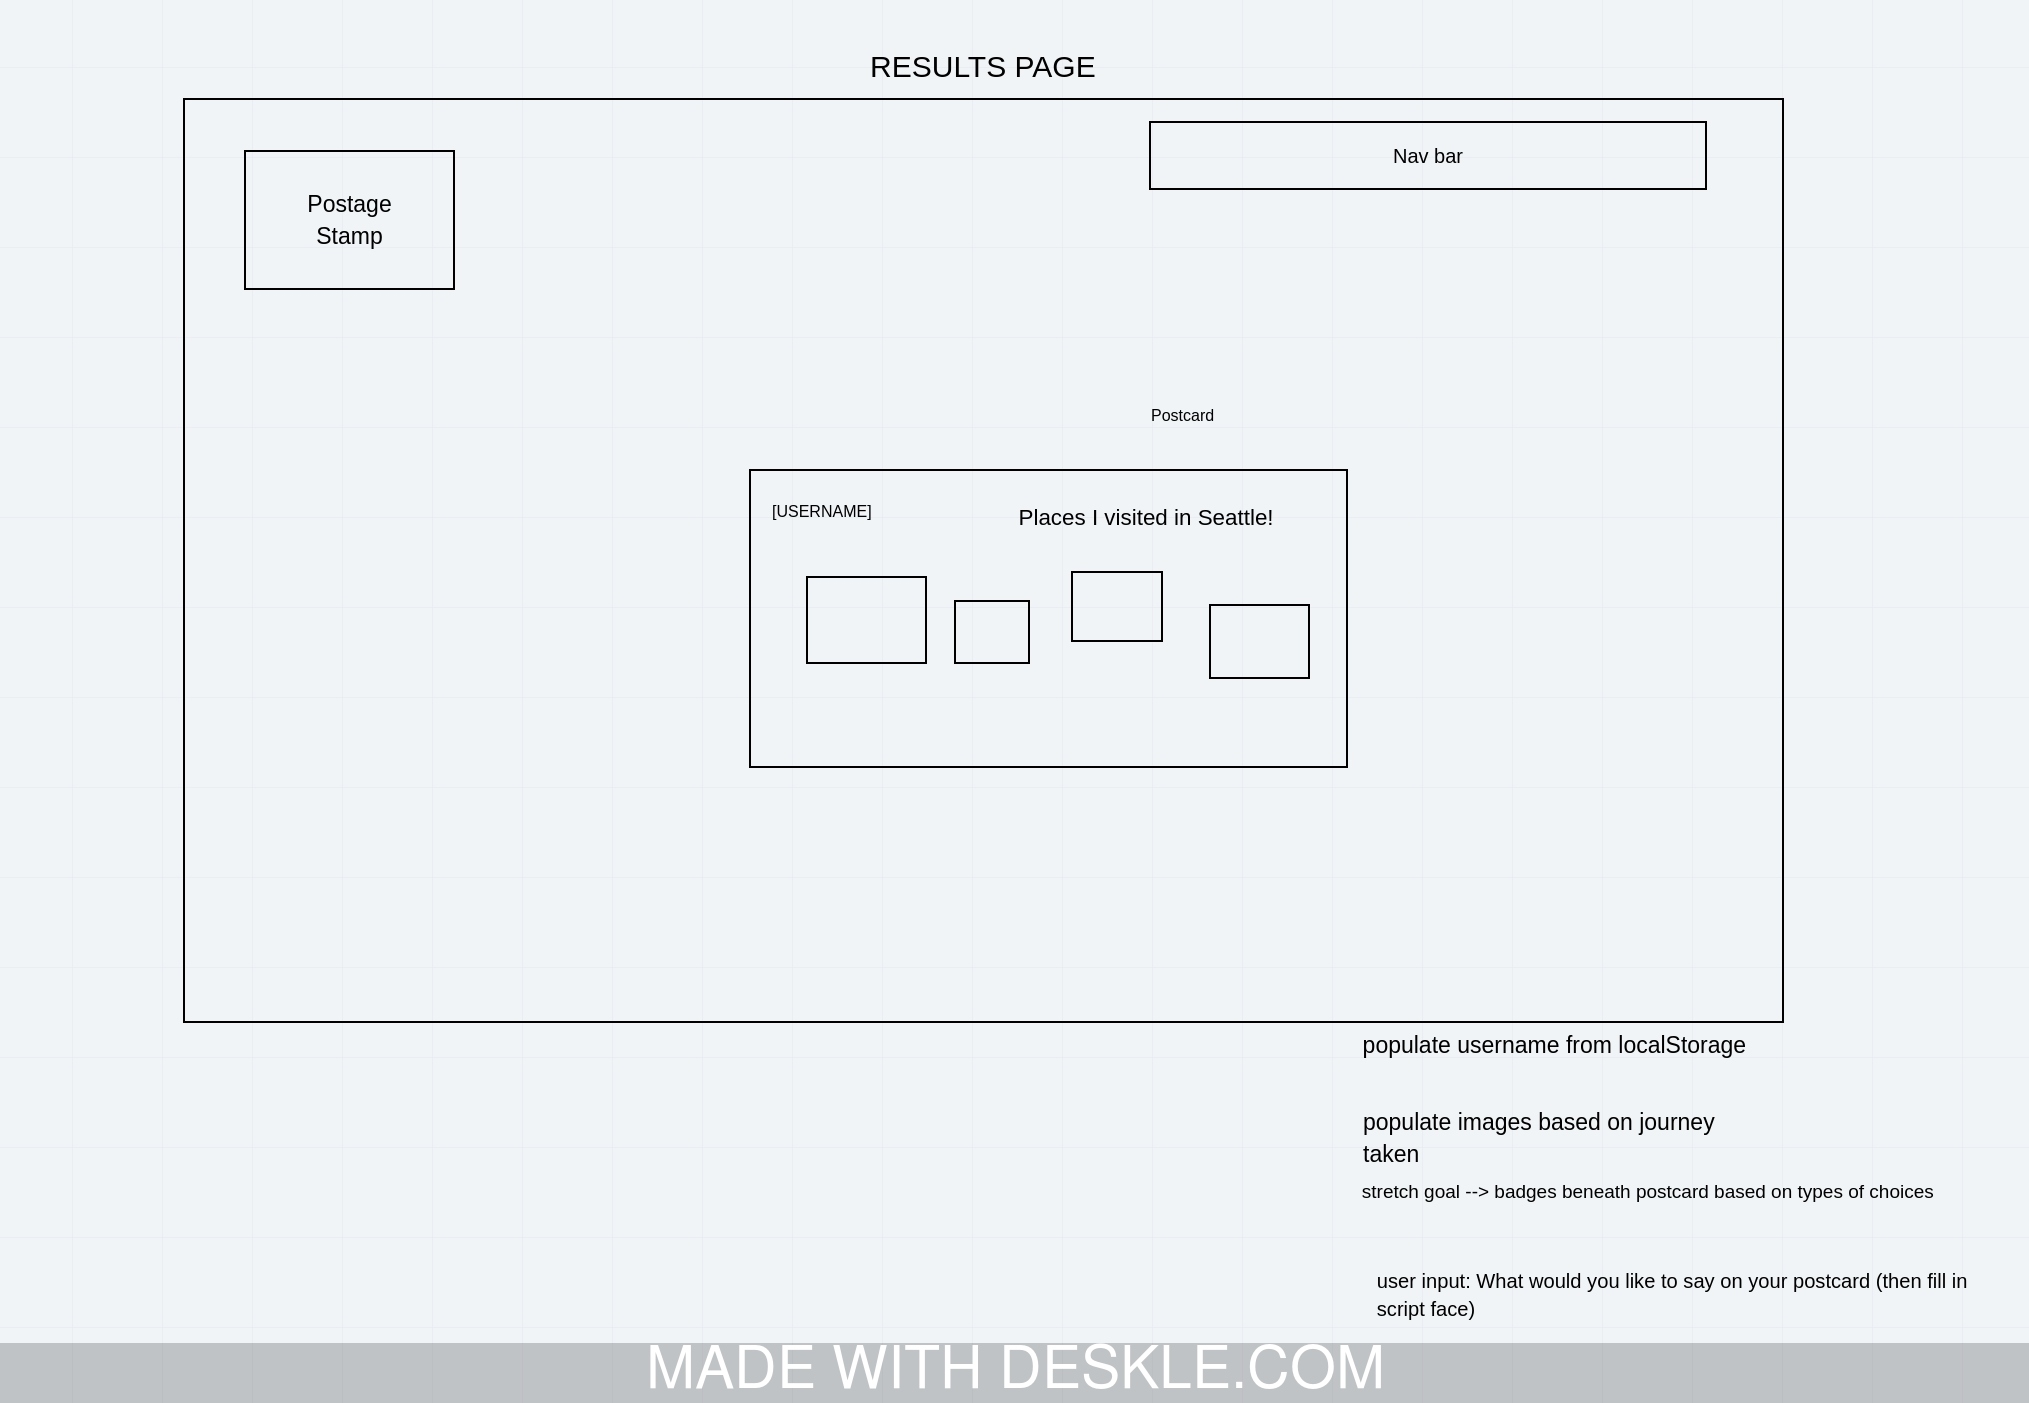 RESULTS PAGE
Nav bar
Postage
Stamp
Postcard
[USERNAME]
Places I visited in Seattle!
populate username from localStorage
populate images based on journey
taken
stretch goal --> badges beneath postcard based on types of choices
user input: What would you like to say on your postcard (then fill in
script face)
MADE WITH DESKLE.COM